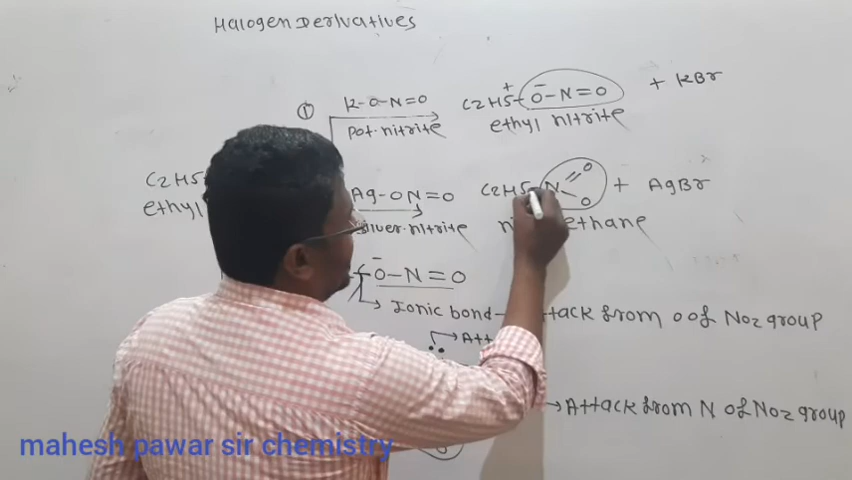 Halogen Derivatives
① K-O-N=O C2H5 + O-N=O + KBr
pot. nitrite ethyl nitrite
C2H5 Ag-ON=O C2H5 N O O + AgBr
ethyl silver nitrite ethane
O-N=O
Ionic bond - Attack from O of NO2 group
Att
→ Attack from N of NO2 group
mahesh pawar sir chemistry